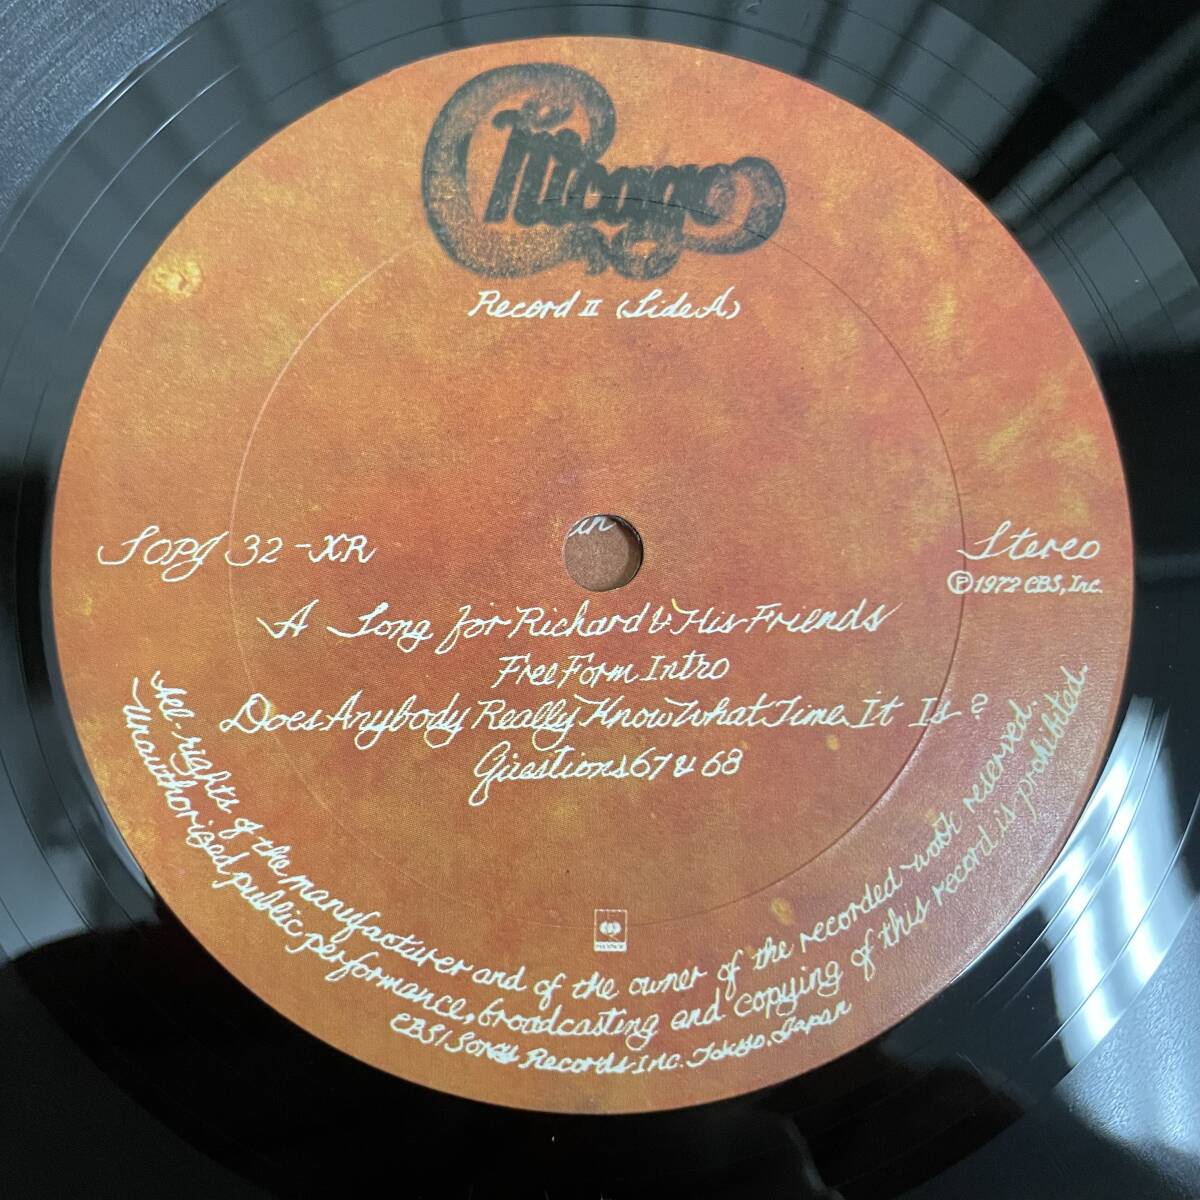 Chicago
Record II (Side A)
SOPJ 32-XR
Stereo
℗1972 CBS, Inc.
A Song for Richard & His Friends
Free Form Intro
Does Anybody Really Know What Time It Is?
Questions 67 & 68
All rights of the manufacturer and of the owner of the recorded work reserved.
Unauthorized public performance, broadcasting and copying of this record is prohibited.
CBS/Sony Records Inc. Tokyo, Japan